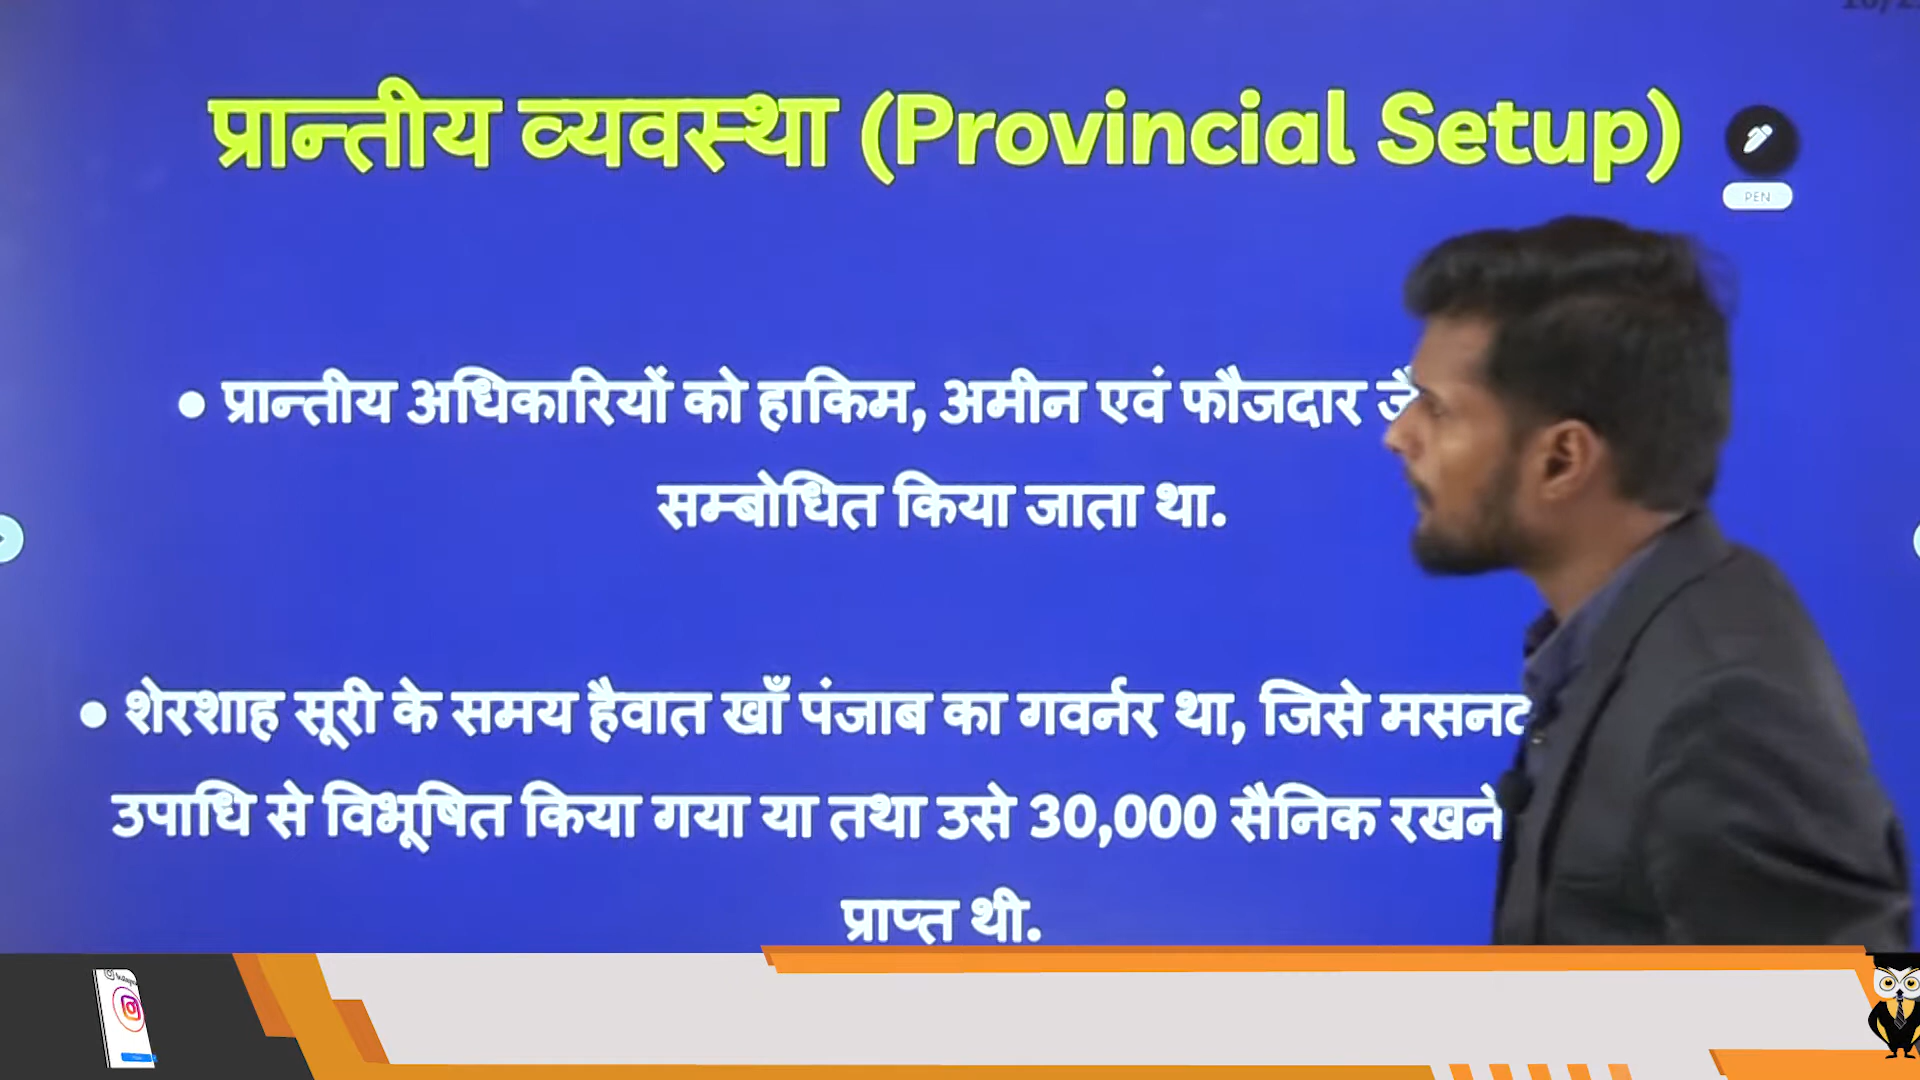 प्रान्तीय व्यवस्था (Provincial Setup)
PEN
• प्रान्तीय अधिकारियों को हाकिम, अमीन एवं फौजदार
सम्बोधित किया जाता था.
• शेरशाह सूरी के समय हैवात खाँ पंजाब का गवर्नर था, जिसे मसनद
उपाधि से विभूषित किया गया या तथा उसे 30,000 सैनिक रखने
प्राप्त थी.